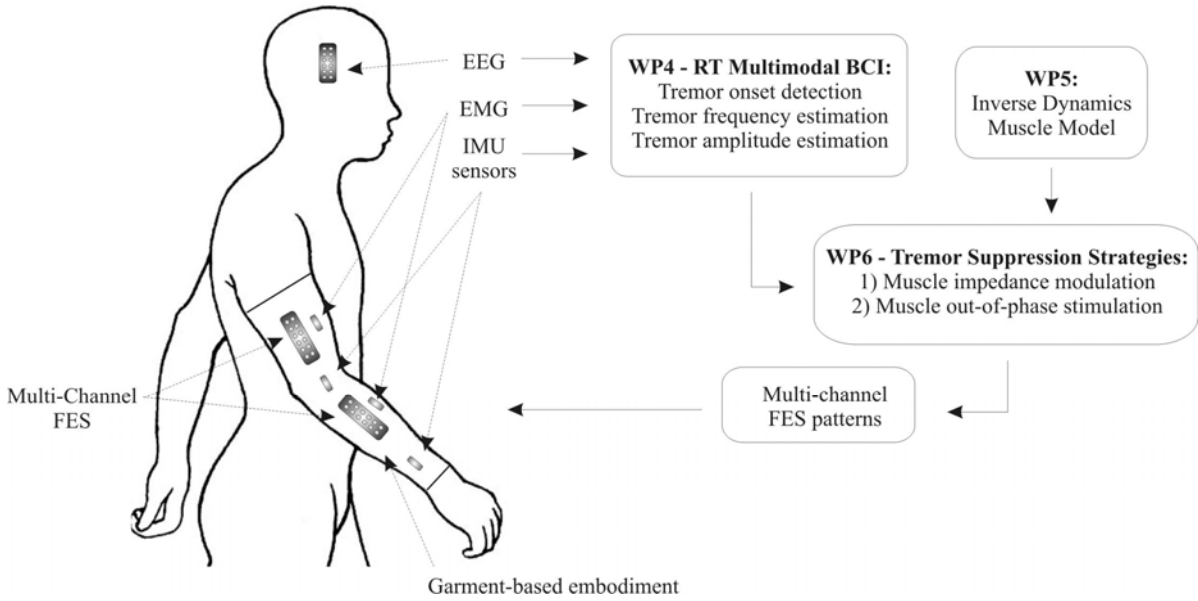 EEG
EMG
IMU
sensors
WP4 - RT Multimodal BCI:
Tremor onset detection
Tremor frequency estimation
Tremor amplitude estimation
WP5:
Inverse Dynamics
Muscle Model
WP6 - Tremor Suppression Strategies:
1) Muscle impedance modulation
2) Muscle out-of-phase stimulation
Multi-channel
FES patterns
Multi-Channel
FES
Garment-based embodiment